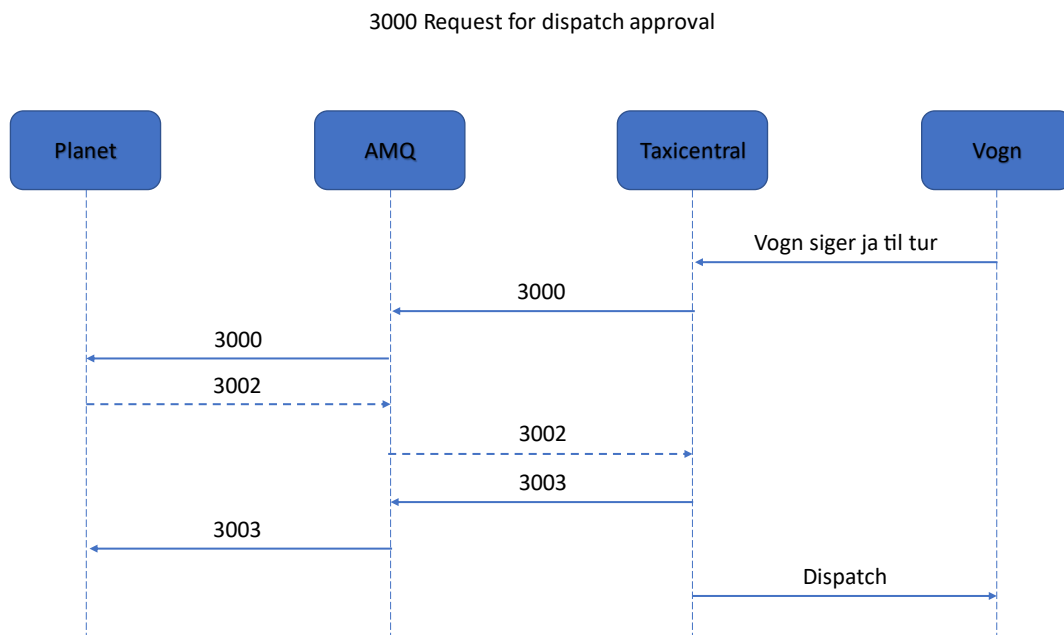 3000 Request for dispatch approval
Planet
AMQ
Taxicentral
Vogn
Vogn siger ja til tur
3000
3000
3002
3002
3003
3003
Dispatch